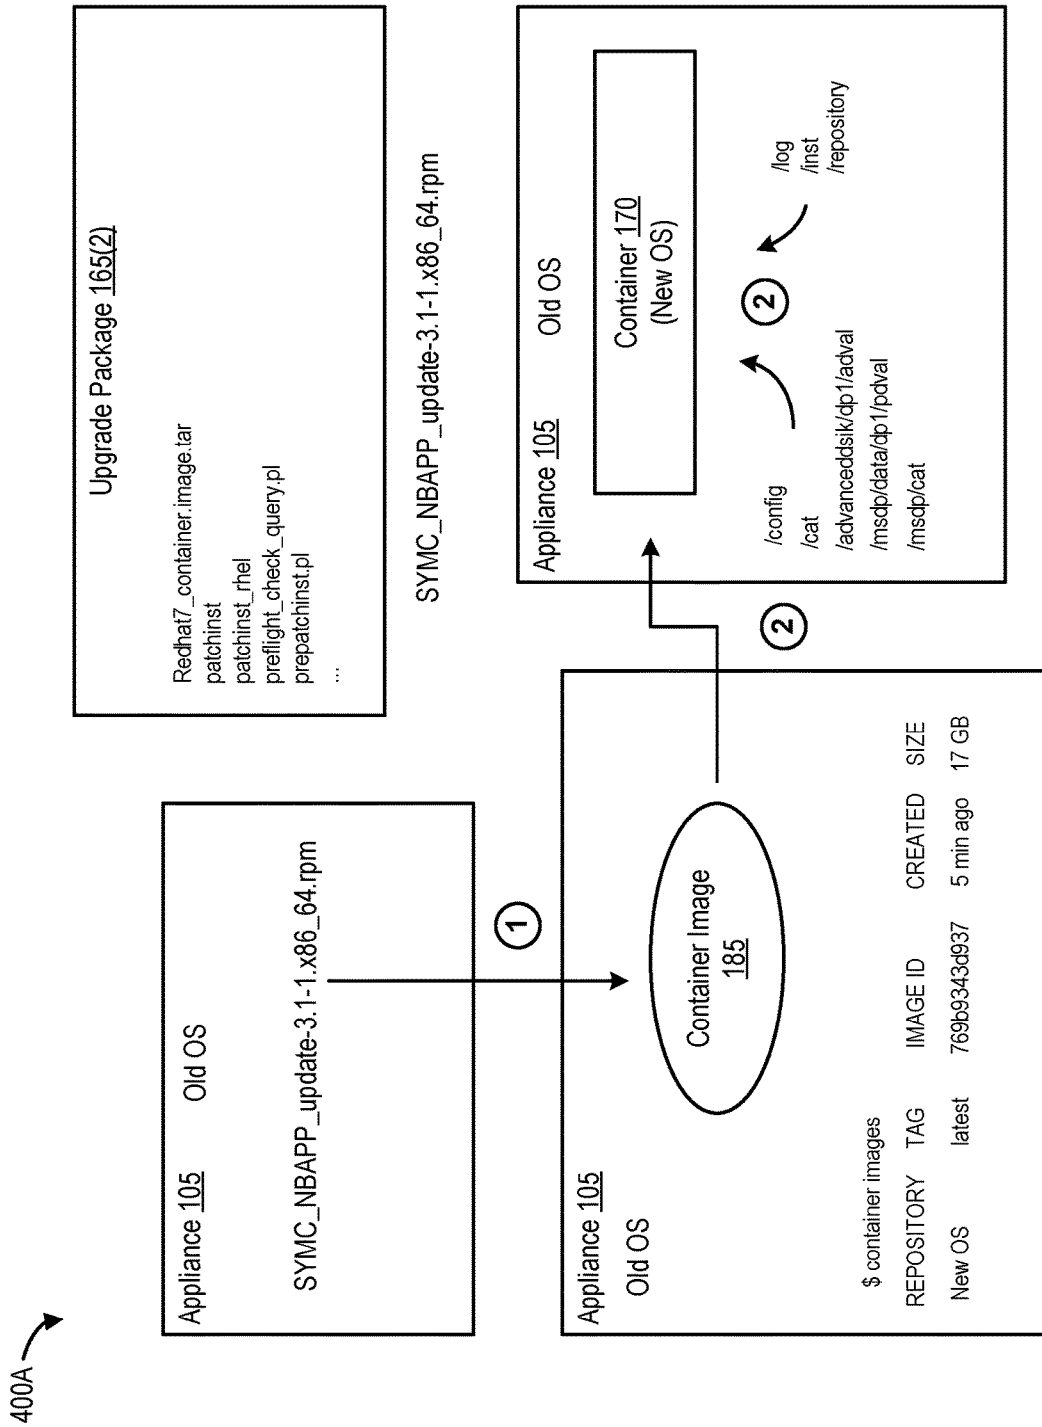 400A
Appliance 105 Old OS
SYMC_NBAPP_update-3.1-1.x86_64.rpm
Upgrade Package 165(2)
Redhat7_container.image.tar
patchinst
patchinst_rhel
preflight_check_query.pl
prepatchinst.pl
...
SYMC_NBAPP_update-3.1-1.x86_64.rpm
1
Appliance 105
Old OS
Container Image
185
$ container images
REPOSITORY TAG IMAGE ID CREATED SIZE
New OS latest 769b9343d937 5 min ago 17 GB
2
Appliance 105 Old OS
Container 170
(New OS)
2
/config
/cat
/advanceddsik/dp1/adval
/msdp/data/dp1/pdval
/msdp/cat
/log
/inst
/repository